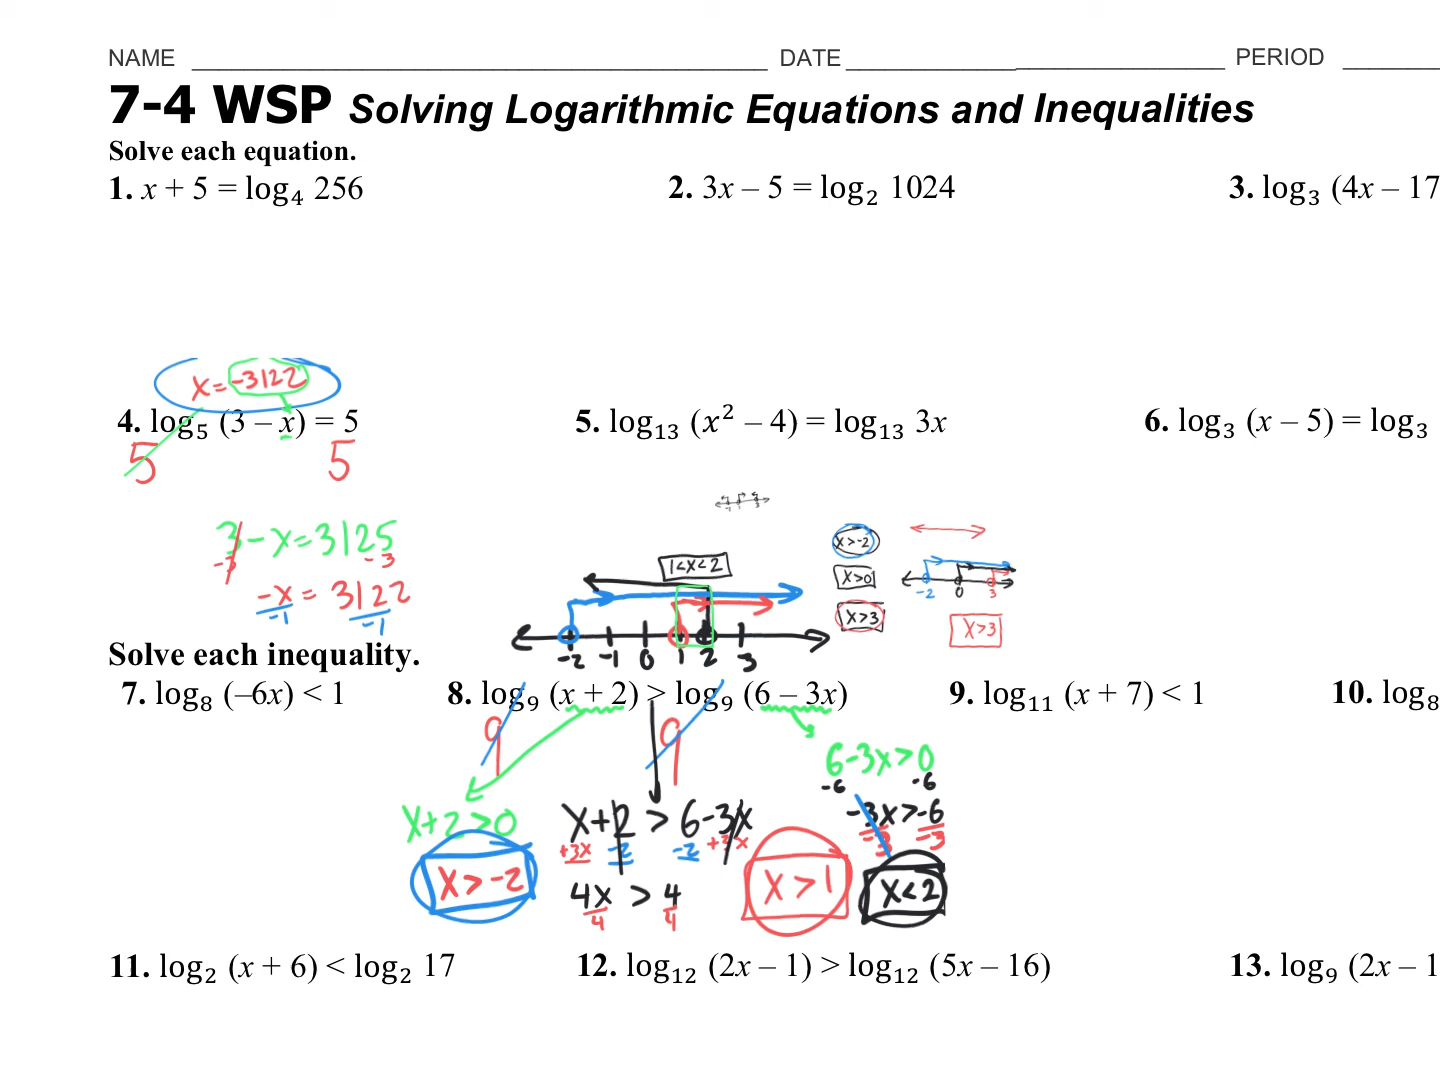 NAME DATE PERIOD
7-4 WSP Solving Logarithmic Equations and Inequalities
Solve each equation.
1. x + 5 = log₄ 256
2. 3x – 5 = log₂ 1024
3. log₃ (4x – 17
x = -3122
4. log₅ (3 – x) = 5
5 5
3 - x = 3125
-3 -3
-x = 3122
-1 -1
5. log₁₃ (x² – 4) = log₁₃ 3x
6. log₃ (x – 5) = log₃
1<x<2
-2 -1 0 1 2 3
x>-2
x>0
x>3
-2 0 3
x>3
Solve each inequality.
7. log₈ (–6x) < 1
8. log₉ (x + 2) > log₉ (6 – 3x)
9 9
x+2>0
x>-2
x+2 > 6-3x
+3x -2 -2 +3x
4x > 4
4 4
x>1
6-3x>0
-6 -6
-3x>-6
-3 -3
x<2
9. log₁₁ (x + 7) < 1
10. log₈
11. log₂ (x + 6) < log₂ 17
12. log₁₂ (2x – 1) > log₁₂ (5x – 16)
13. log₉ (2x – 1